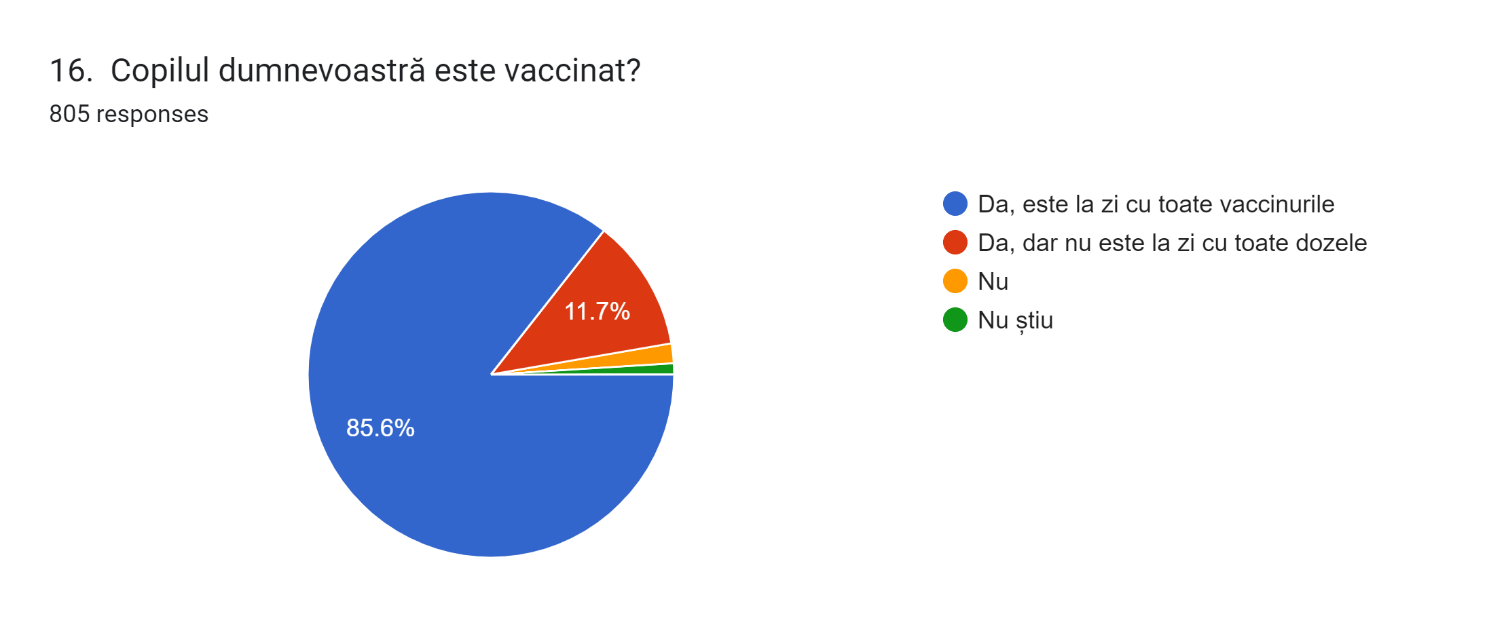 16. Copilul dumnevoastră este vaccinat?
805 responses
Da, este la zi cu toate vaccinurile
Da, dar nu este la zi cu toate dozele
Nu
Nu știu
11.7%
85.6%